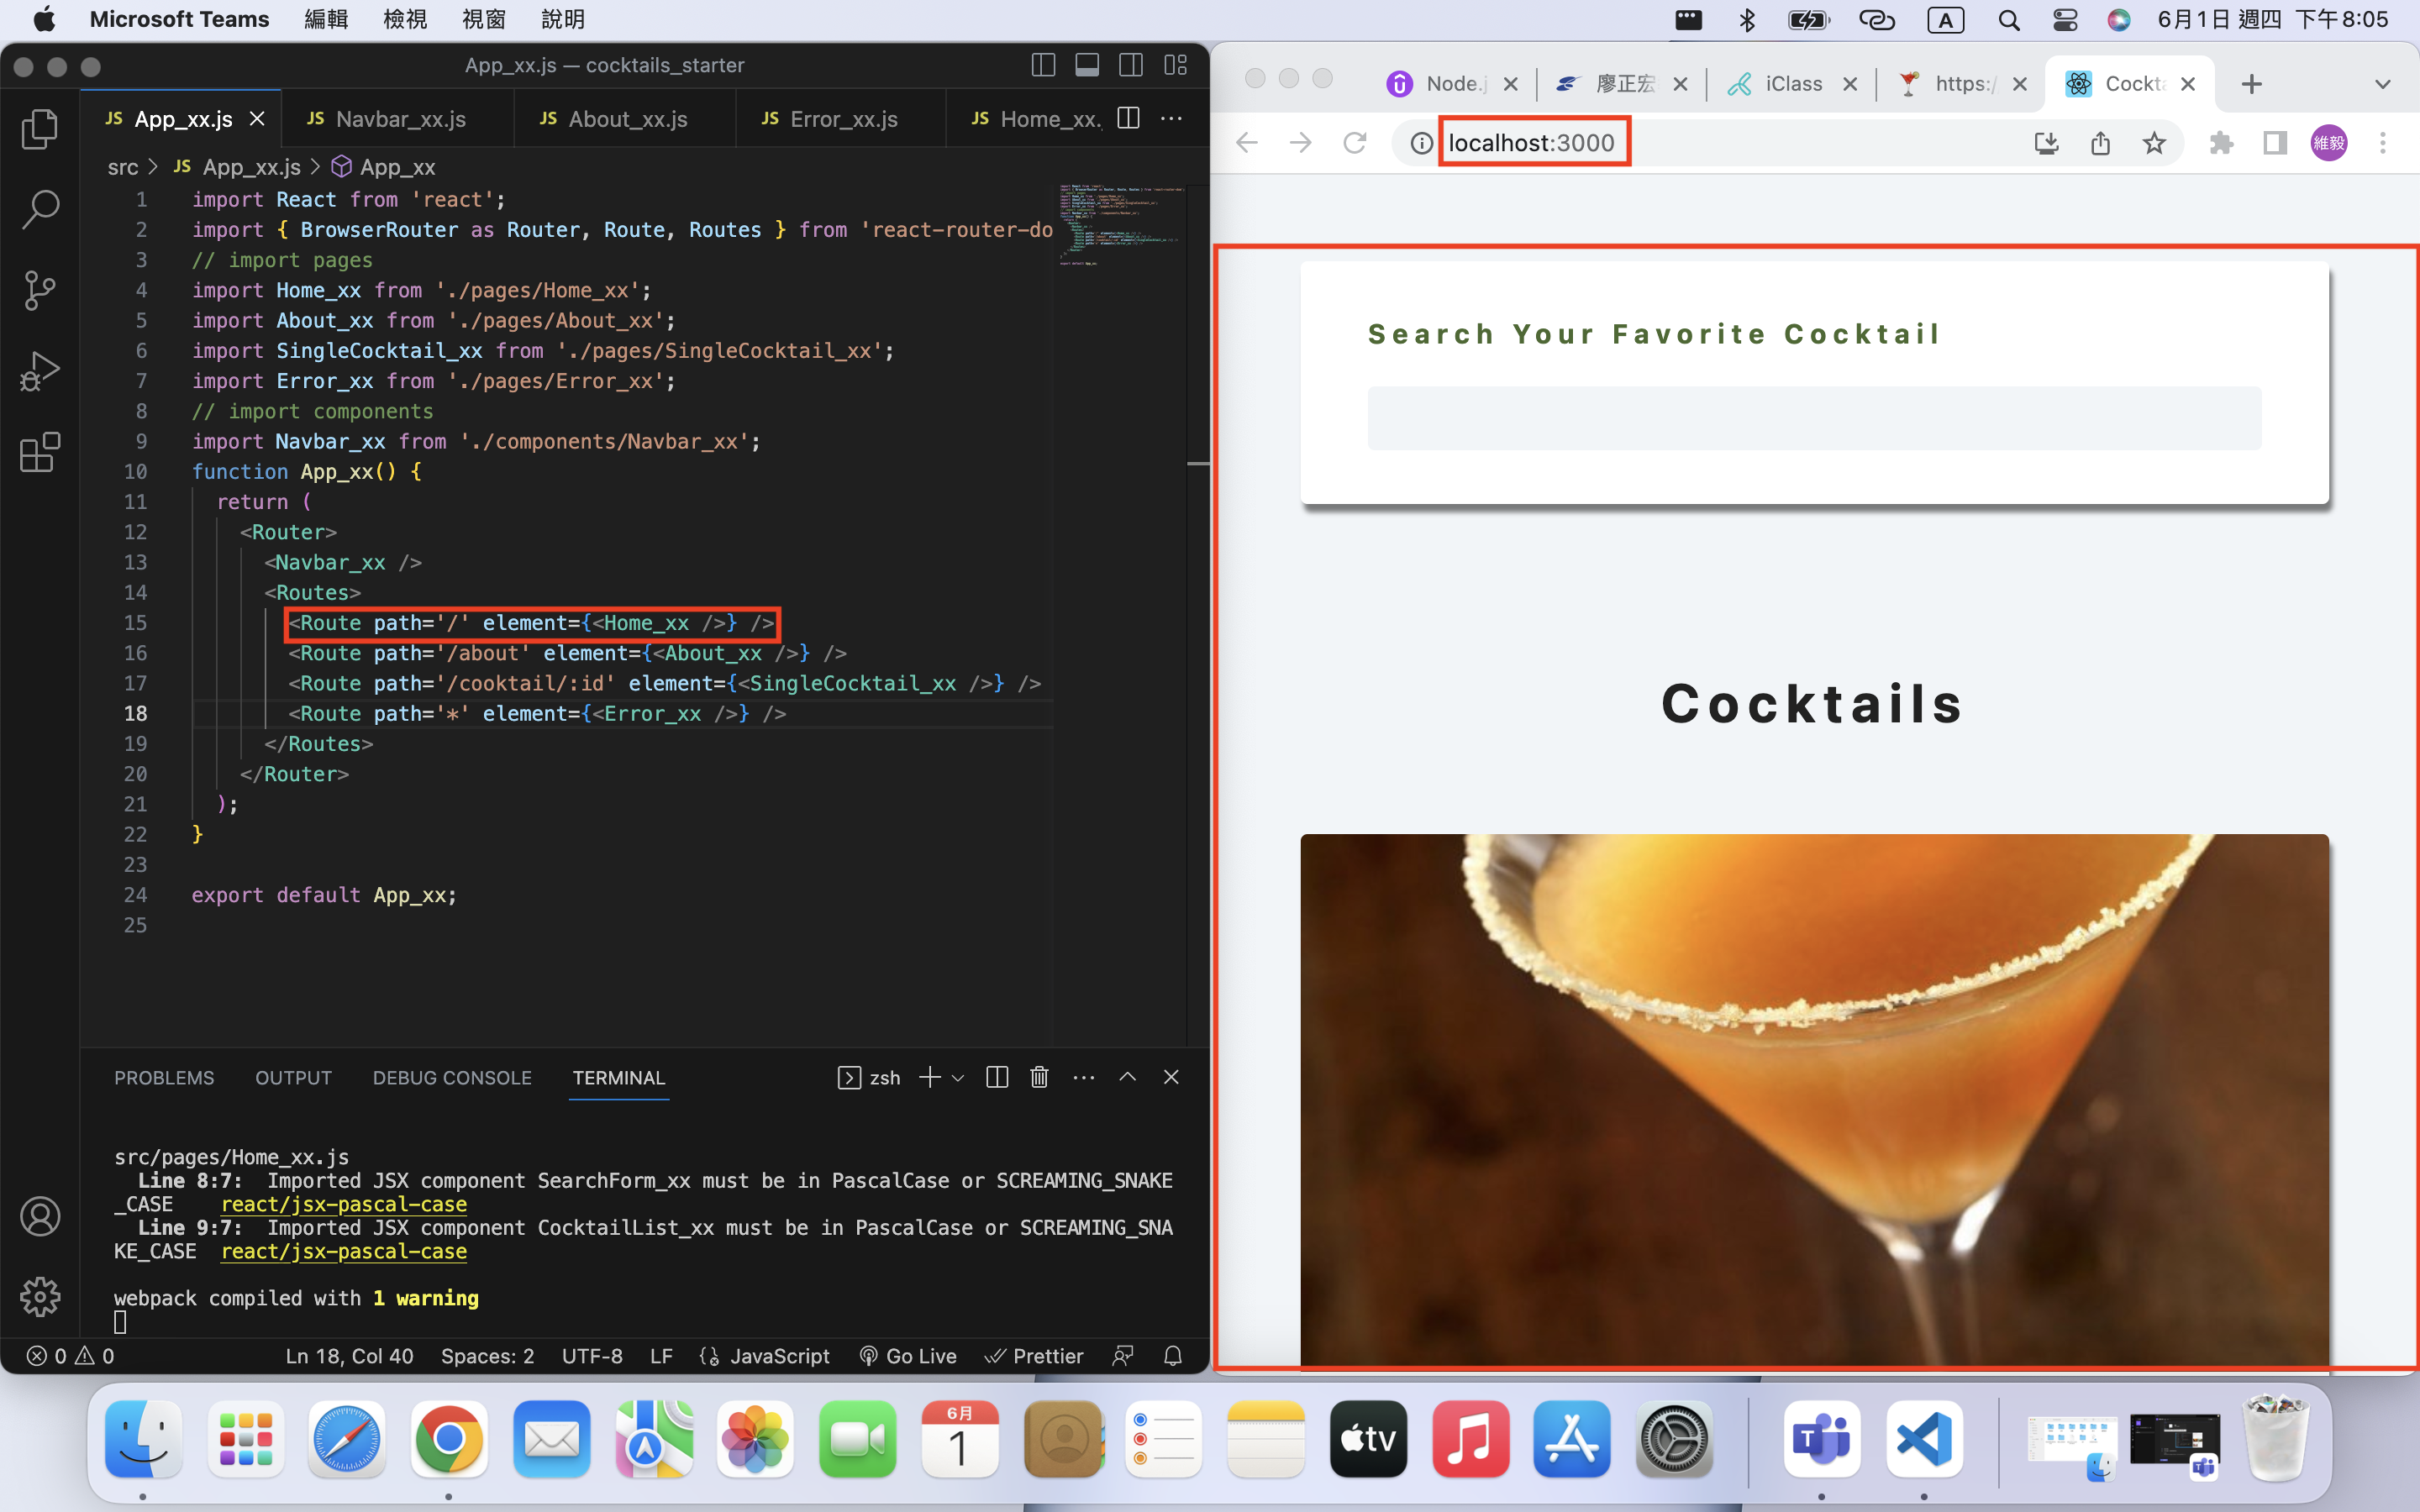 Microsoft Teams 編輯 檢視 視窗 說明
A 6月1日 週四 下午8:05
App_xx.js — cocktails_starter
JS App_xx.js JS Navbar_xx.js JS About_xx.js JS Error_xx.js JS Home_xx.
src > JS App_xx.js > App_xx
1 import React from 'react';
2 import { BrowserRouter as Router, Route, Routes } from 'react-router-do
3 // import pages
4 import Home_xx from './pages/Home_xx';
5 import About_xx from './pages/About_xx';
6 import SingleCocktail_xx from './pages/SingleCocktail_xx';
7 import Error_xx from './pages/Error_xx';
8 // import components
9 import Navbar_xx from './components/Navbar_xx';
10 function App_xx() {
11 return (
12 <Router>
13 <Navbar_xx />
14 <Routes>
15 <Route path='/' element={<Home_xx />} />
16 <Route path='/about' element={<About_xx />} />
17 <Route path='/cooktail/:id' element={<SingleCocktail_xx />} />
18 <Route path='*' element={<Error_xx />} />
19 </Routes>
20 </Router>
21 );
22 }
23
24 export default App_xx;
25
PROBLEMS OUTPUT DEBUG CONSOLE TERMINAL zsh
src/pages/Home_xx.js
Line 8:7: Imported JSX component SearchForm_xx must be in PascalCase or SCREAMING_SNAKE
_CASE react/jsx-pascal-case
Line 9:7: Imported JSX component CocktailList_xx must be in PascalCase or SCREAMING_SNA
KE_CASE react/jsx-pascal-case
webpack compiled with 1 warning
0 0 Ln 18, Col 40 Spaces: 2 UTF-8 LF JavaScript Go Live Prettier
Node.j 廖正宏 iClass https:/ Cockta
localhost:3000 維毅
Search Your Favorite Cocktail
Cocktails
6月
1
tv
T